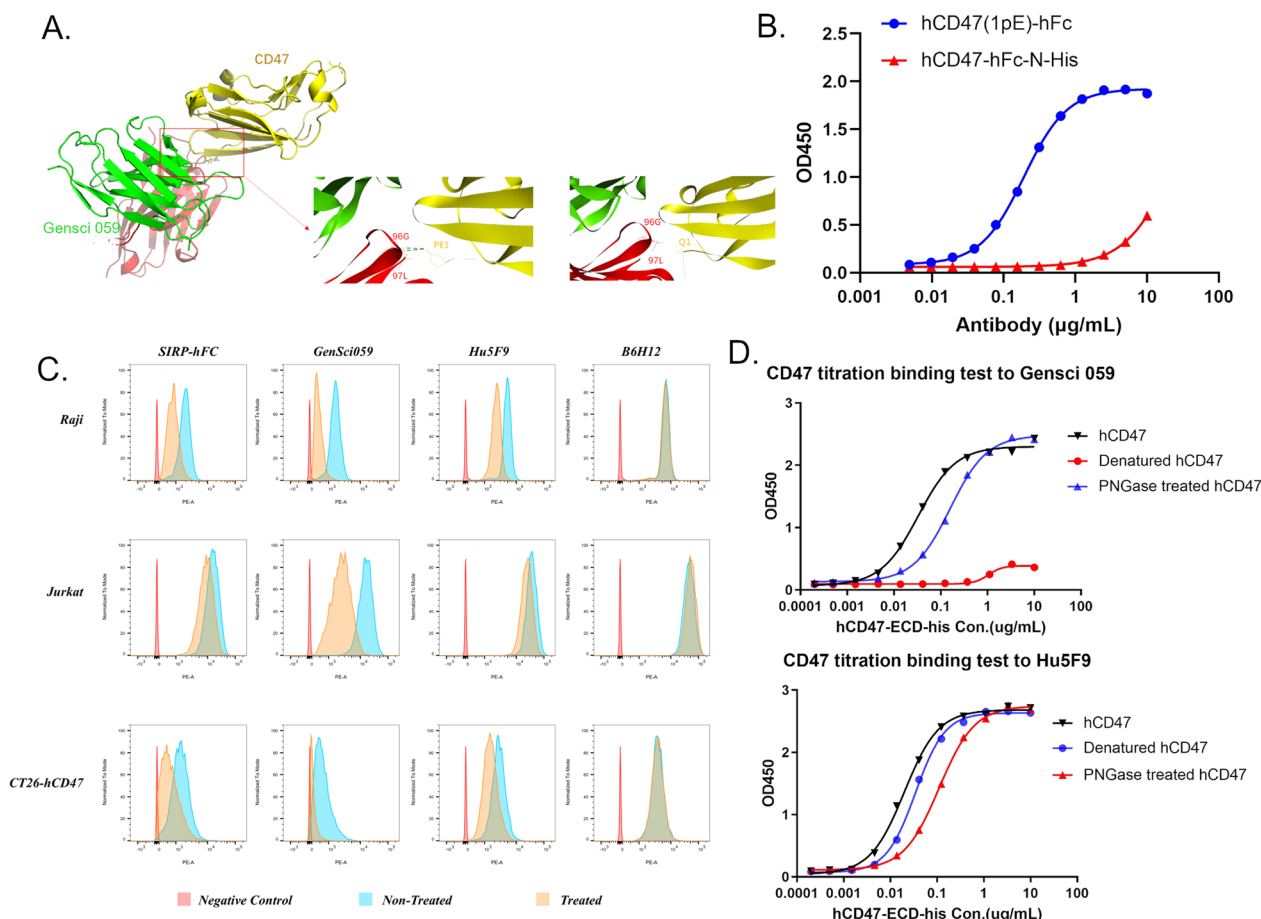 A.
CD47
Gensci 059
96G
PE1
97L
96G
Q1
97L
B.
hCD47(1pE)-hFc
hCD47-hFc-N-His
OD450
2.5
2.0
1.5
1.0
0.5
0.0
0.001 0.01 0.1 1 10 100
Antibody (μg/mL)
C.
SIRP-hFC GenSci059 Hu5F9 B6H12
Raji
Jurkat
CT26-hCD47
Normalized To Mode
100
80
60
40
20
0
PE-A
Negative Control Non-Treated Treated
D.
CD47 titration binding test to Gensci 059
OD450
3
2
1
0
0.0001 0.001 0.01 0.1 1 10 100
hCD47-ECD-his Con.(ug/mL)
hCD47
Denatured hCD47
PNGase treated hCD47
CD47 titration binding test to Hu5F9
OD450
3
2
1
0
0.0001 0.001 0.01 0.1 1 10 100
hCD47-ECD-his Con.(ug/mL)
hCD47
Denatured hCD47
PNGase treated hCD47